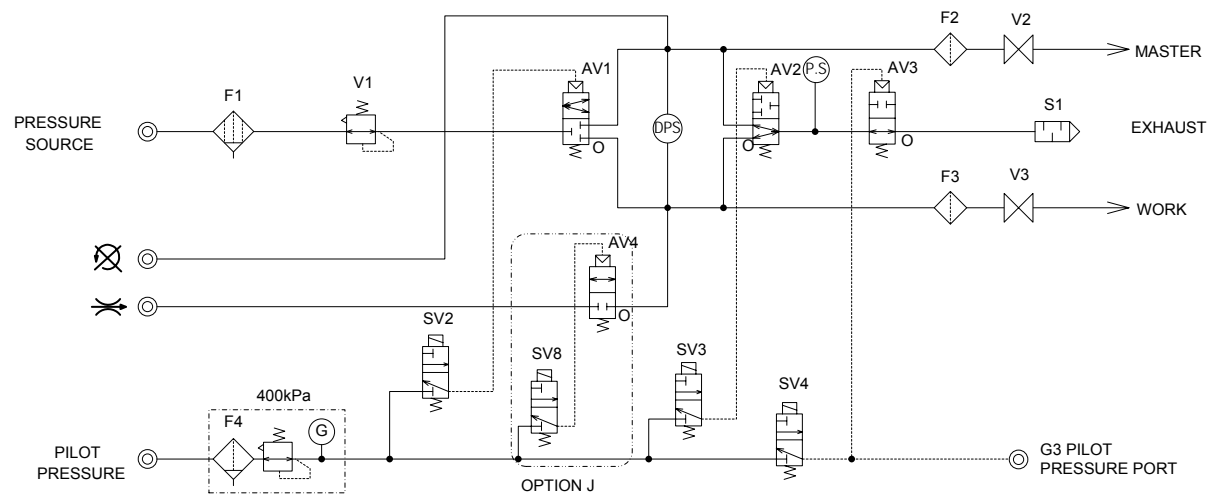 F2
V2
MASTER
AV1
AV2
P.S
AV3
V1
F1
S1
PRESSURE
SOURCE
DPS
EXHAUST
O
O
O
F3
V3
WORK
AV4
O
SV2
SV8
SV3
SV4
400kPa
F4
G
PILOT
PRESSURE
G3 PILOT
PRESSURE PORT
OPTION J